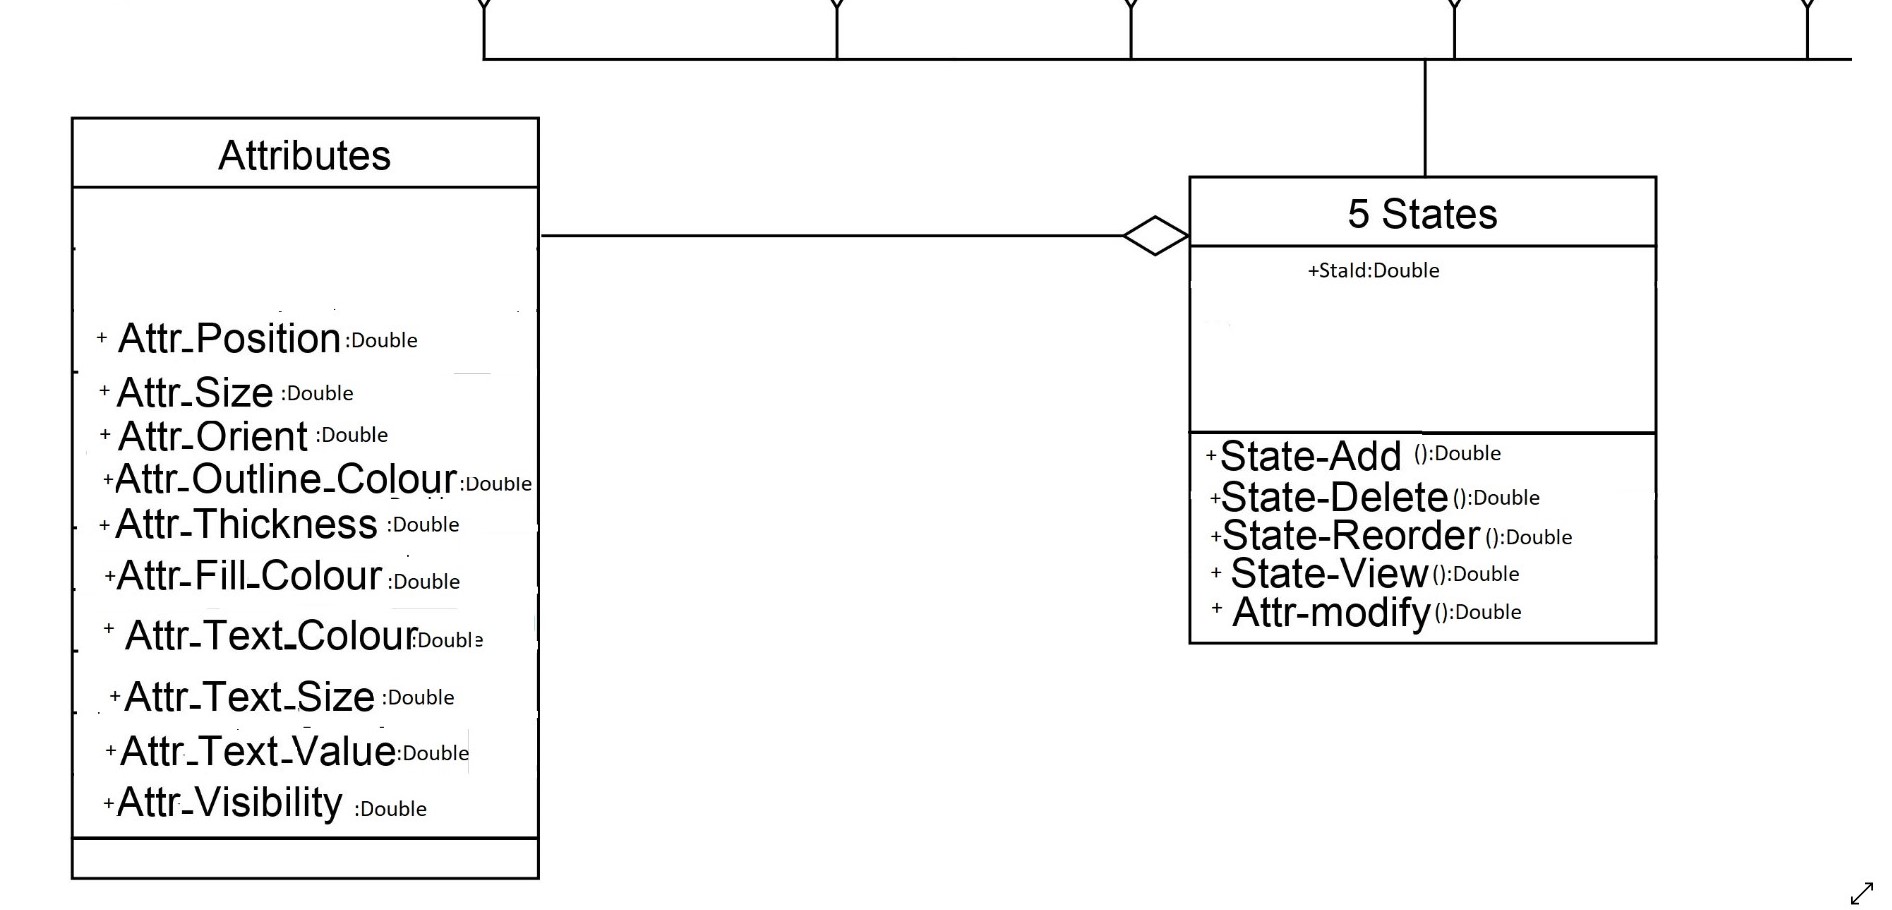 Attributes
+ Attr_Position:Double
+ Attr_Size :Double
+ Attr_Orient :Double
+Attr_Outline_Colour:Double
+ Attr_Thickness :Double
+Attr_Fill_Colour :Double
+ Attr_Text_Colour:Double
+ Attr_Text_Size :Double
+Attr_Text_Value:Double
+Attr_Visibility :Double
5 States
+StaId:Double
+State-Add ():Double
+State-Delete():Double
+State-Reorder():Double
+ State-View():Double
+ Attr-modify():Double